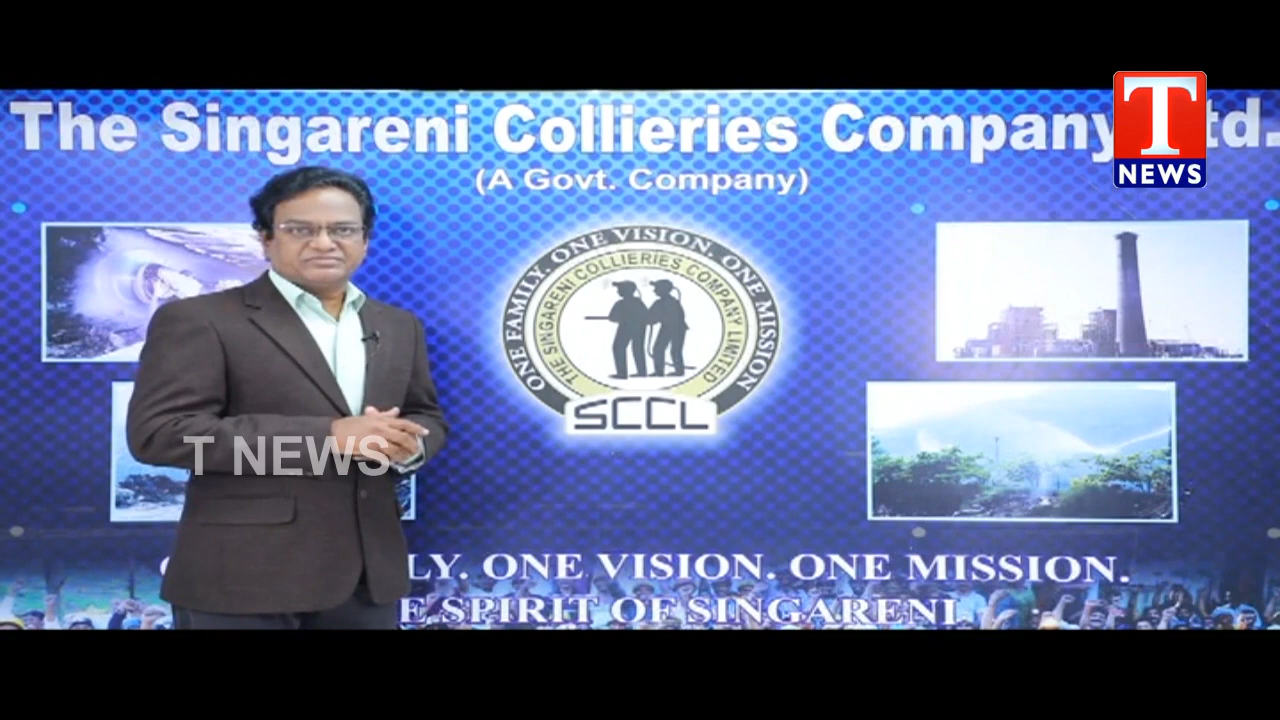 The Singareni Collieries Company td.
T
NEWS
(A Govt. Company)
ONE FAMILY. ONE VISION. ONE MISSION
THE SINGARENI COLLIERIES COMPANY LIMITED
SCCL
T NEWS
LY. ONE VISION. ONE MISSION.
E SPIRIT OF SINGARENI.